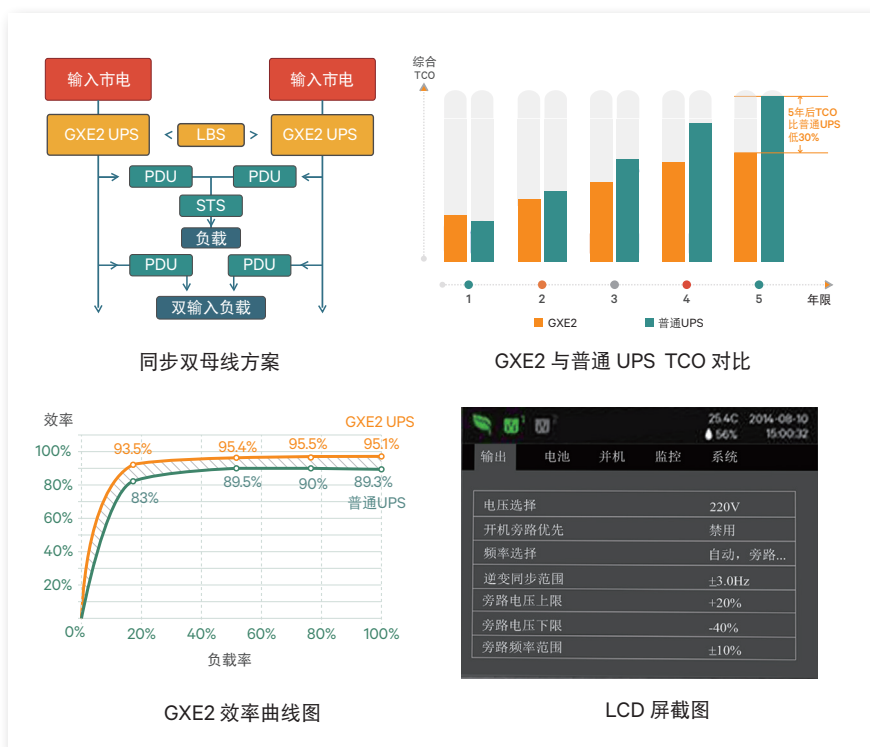 输入市电
输入市电
GXE2 UPS
< LBS >
GXE2 UPS
PDU
PDU
STS
负载
PDU
PDU
双输入负载
同步双母线方案
综合
TCO
5年后TCO
比普通UPS
低30%
1
2
3
4
5
年限
GXE2
普通UPS
GXE2 与普通 UPS TCO 对比
效率
GXE2 UPS
100%
80%
60%
40%
20%
0%
93.5%
95.4%
95.5%
95.1%
83%
89.5%
90%
89.3%
普通UPS
20%
40%
60%
80%
100%
负载率
GXE2 效率曲线图
1
2
25.4C 2014-08-10
56% 15:00:32
输出 电池 并机 监控 系统
电压选择 220V
开机旁路优先 禁用
频率选择 自动，旁路...
逆变同步范围 ±3.0Hz
旁路电压上限 +20%
旁路电压下限 -40%
旁路频率范围 ±10%
LCD 屏截图